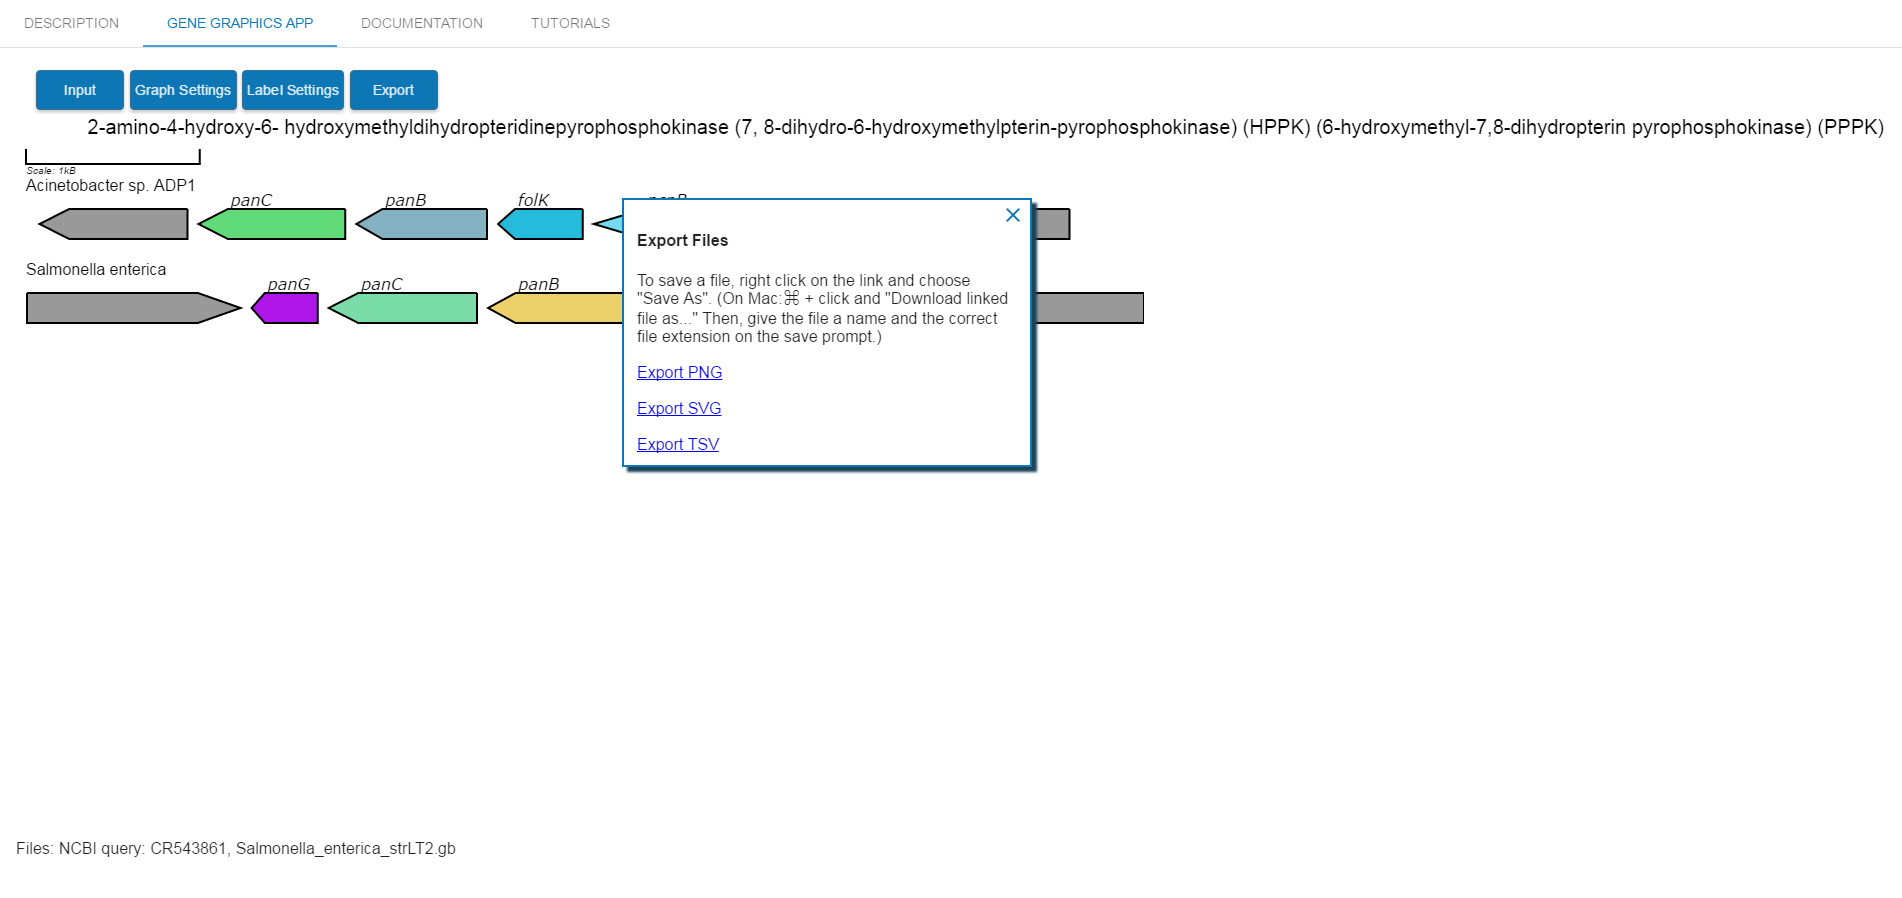 DESCRIPTION GENE GRAPHICS APP DOCUMENTATION TUTORIALS
Input Graph Settings Label Settings Export
2-amino-4-hydroxy-6- hydroxymethyldihydropteridinepyrophosphokinase (7, 8-dihydro-6-hydroxymethylpterin-pyrophosphokinase) (HPPK) (6-hydroxymethyl-7,8-dihydropterin pyrophosphokinase) (PPPK)
Scale: 1kB
Acinetobacter sp. ADP1
panC panB folK
Salmonella enterica
panG panC panB
Export Files
To save a file, right click on the link and choose
"Save As". (On Mac:⌘ + click and "Download linked
file as..." Then, give the file a name and the correct
file extension on the save prompt.)
Export PNG
Export SVG
Export TSV
Files: NCBI query: CR543861, Salmonella_enterica_strLT2.gb